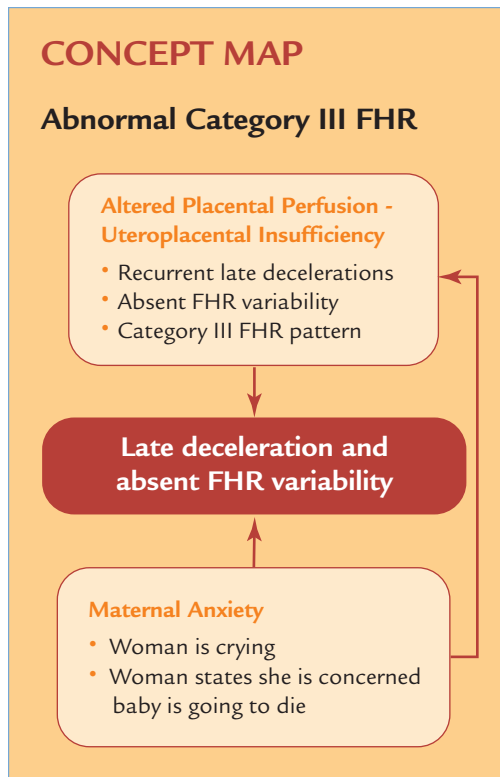 CONCEPT MAP
Abnormal Category III FHR
Altered Placental Perfusion -
Uteroplacental Insufficiency
• Recurrent late decelerations
• Absent FHR variability
• Category III FHR pattern
Late deceleration and
absent FHR variability
Maternal Anxiety
• Woman is crying
• Woman states she is concerned
baby is going to die